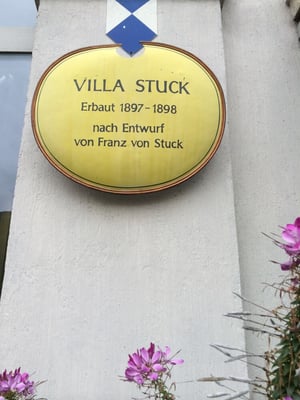 VILLA STUCK
Erbaut 1897-1898
nach Entwurf
von Franz von Stuck